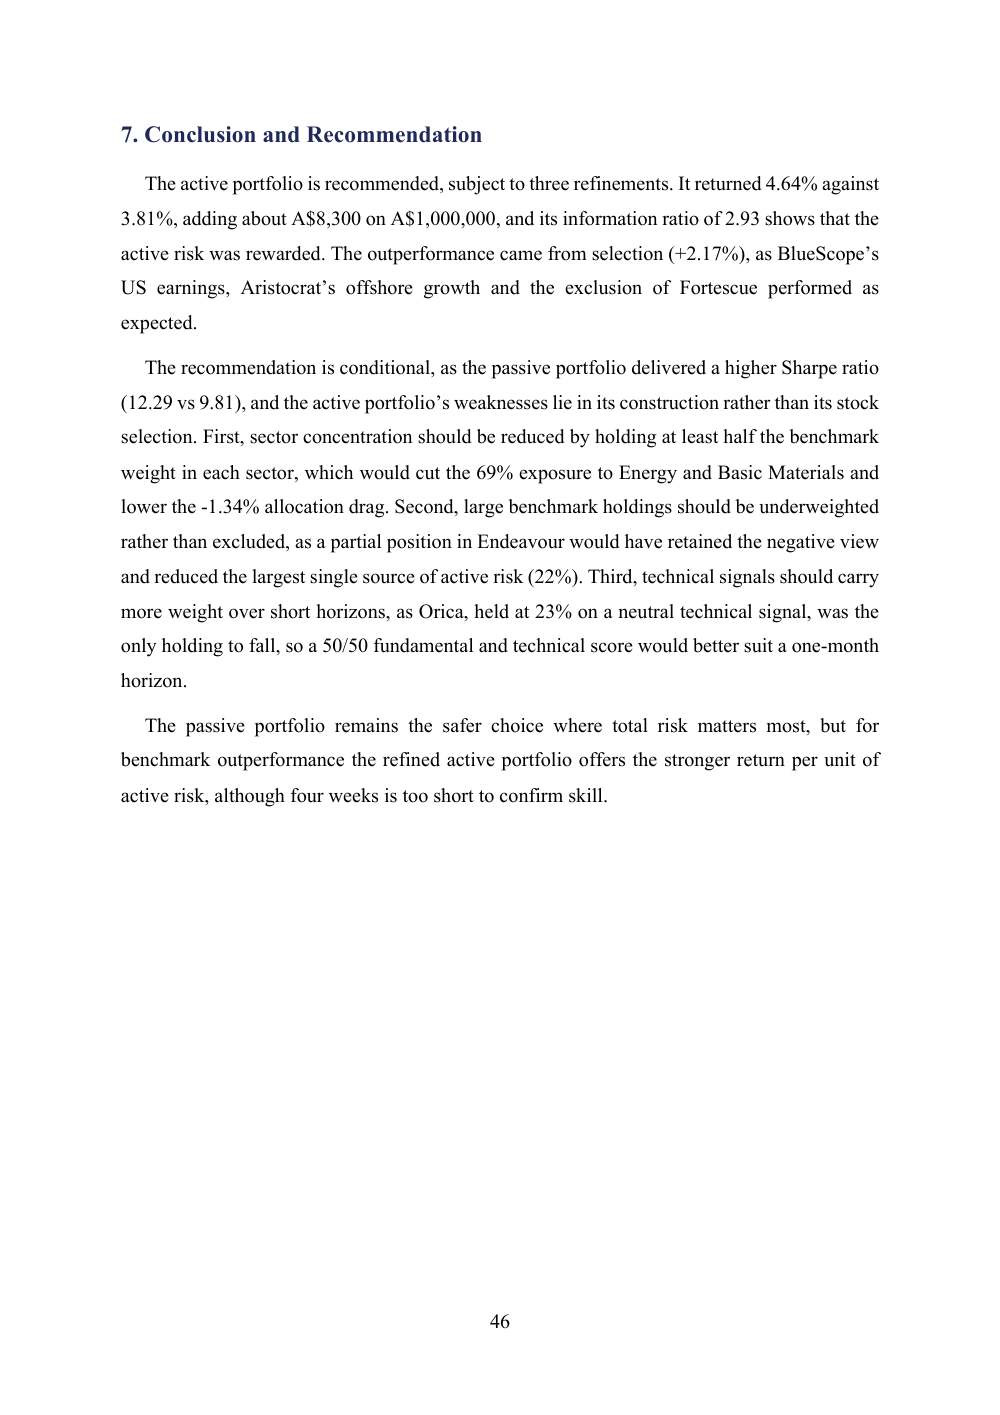 7. Conclusion and Recommendation
The active portfolio is recommended, subject to three refinements. It returned 4.64% against
3.81%, adding about A$8,300 on A$1,000,000, and its information ratio of 2.93 shows that the
active risk was rewarded. The outperformance came from selection (+2.17%), as BlueScope’s
US earnings, Aristocrat’s offshore growth and the exclusion of Fortescue performed as
expected.
The recommendation is conditional, as the passive portfolio delivered a higher Sharpe ratio
(12.29 vs 9.81), and the active portfolio’s weaknesses lie in its construction rather than its stock
selection. First, sector concentration should be reduced by holding at least half the benchmark
weight in each sector, which would cut the 69% exposure to Energy and Basic Materials and
lower the -1.34% allocation drag. Second, large benchmark holdings should be underweighted
rather than excluded, as a partial position in Endeavour would have retained the negative view
and reduced the largest single source of active risk (22%). Third, technical signals should carry
more weight over short horizons, as Orica, held at 23% on a neutral technical signal, was the
only holding to fall, so a 50/50 fundamental and technical score would better suit a one-month
horizon.
The passive portfolio remains the safer choice where total risk matters most, but for
benchmark outperformance the refined active portfolio offers the stronger return per unit of
active risk, although four weeks is too short to confirm skill.
46